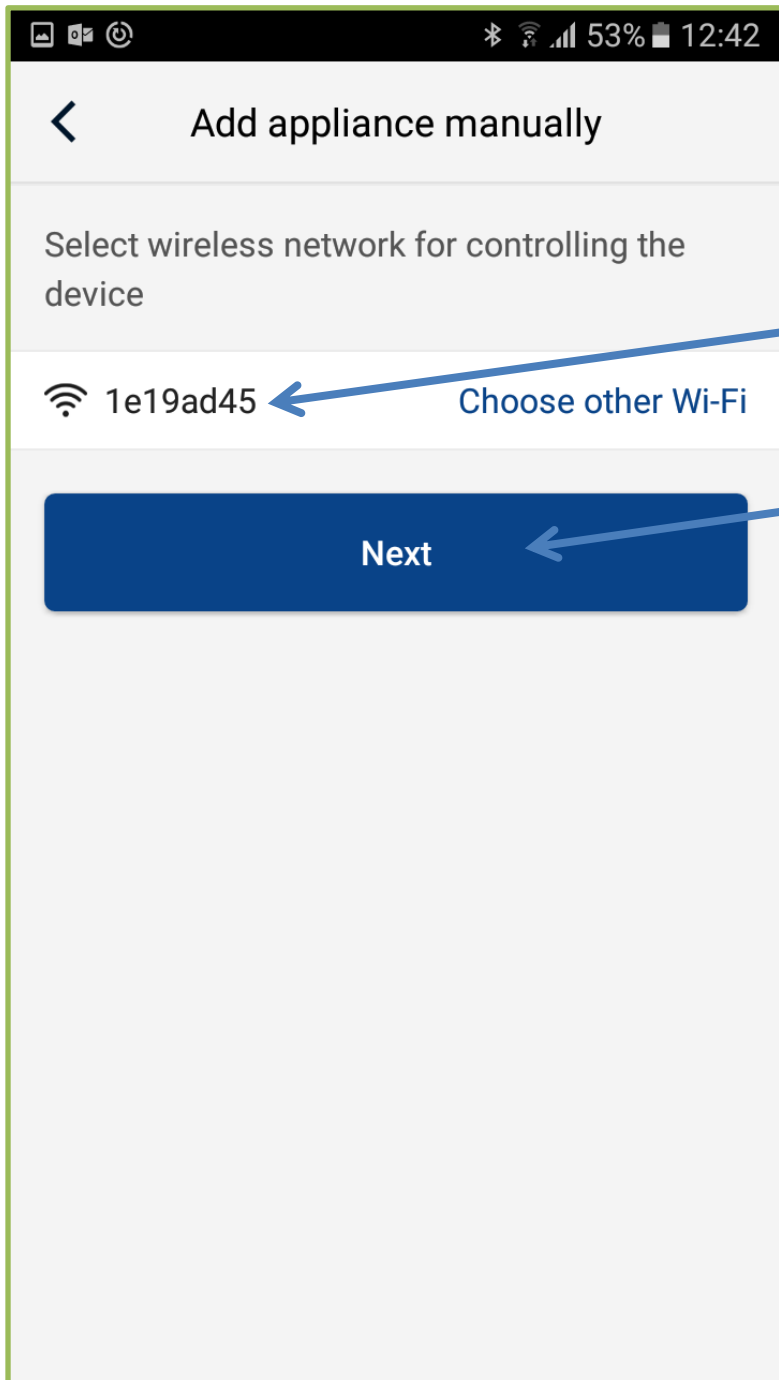 53% 12:42
Add appliance manually
Select wireless network for controlling the
device
1e19ad45 Choose other Wi-Fi
Next